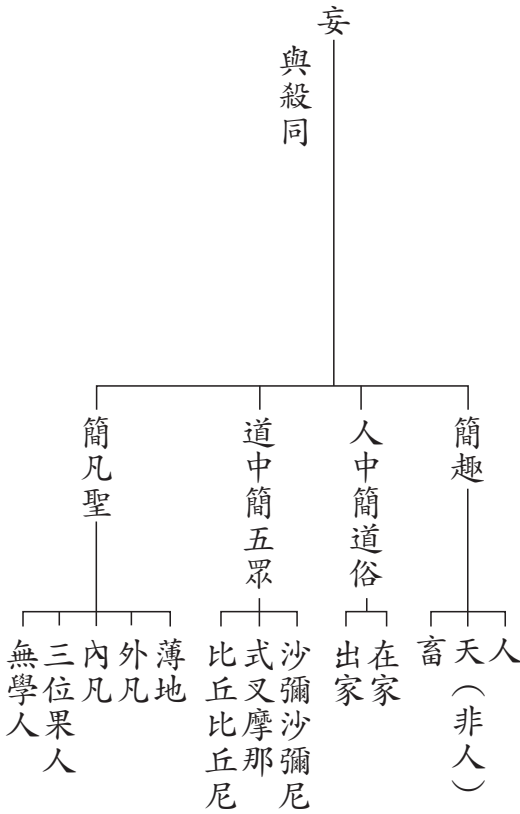 妄
與殺同
簡趣
人
天（非人）
畜
人中簡道俗
在家
出家
道中簡五眾
沙彌沙彌尼
式叉摩那
比丘比丘尼
簡凡聖
薄地
外凡
內凡
三位果人
無學人